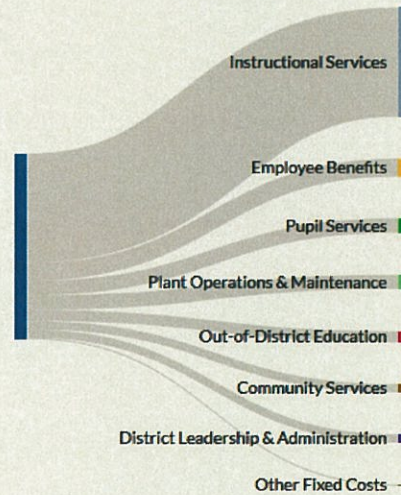 Instructional Services
Employee Benefits
Pupil Services
Plant Operations & Maintenance
Out-of-District Education
Community Services
District Leadership & Administration
Other Fixed Costs